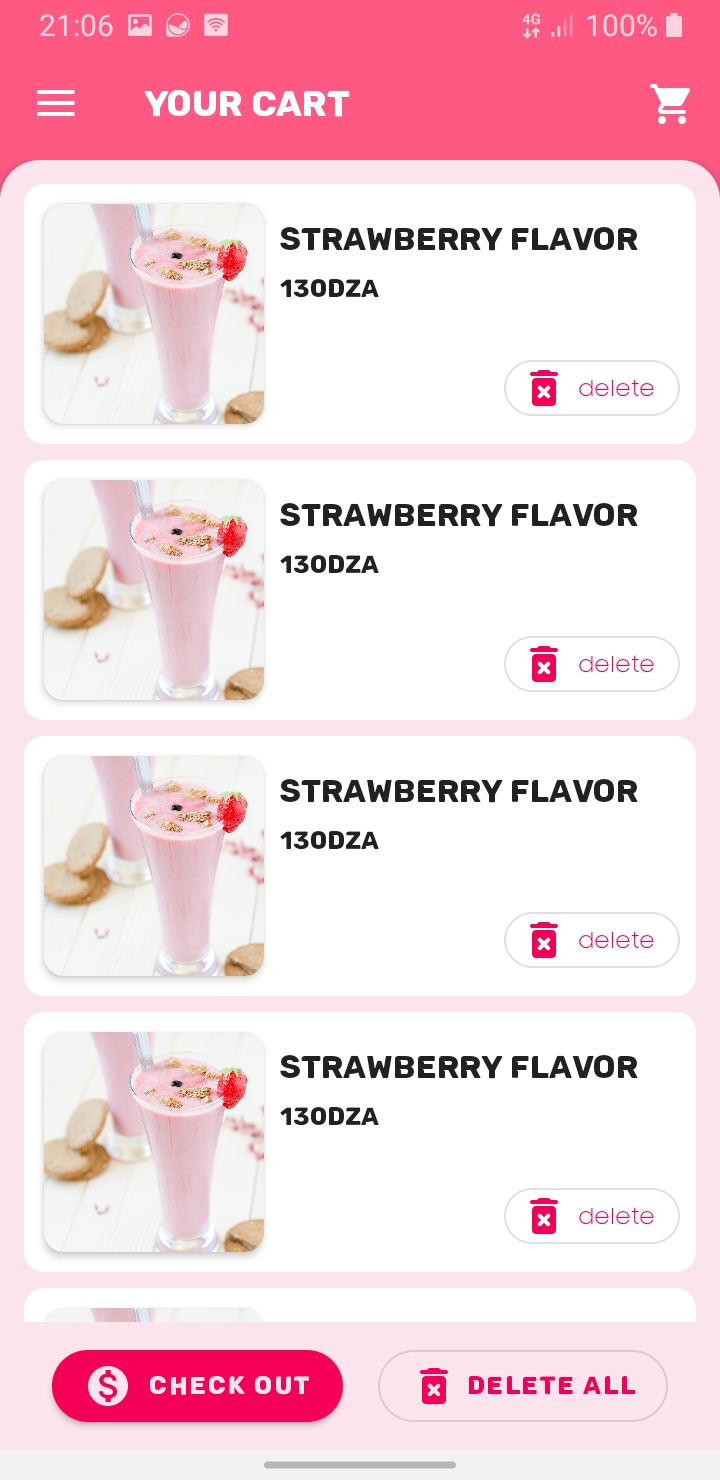 21:06
4G
100%
YOUR CART
STRAWBERRY FLAVOR
130DZA
delete
STRAWBERRY FLAVOR
130DZA
delete
STRAWBERRY FLAVOR
130DZA
delete
STRAWBERRY FLAVOR
130DZA
delete
CHECK OUT
DELETE ALL